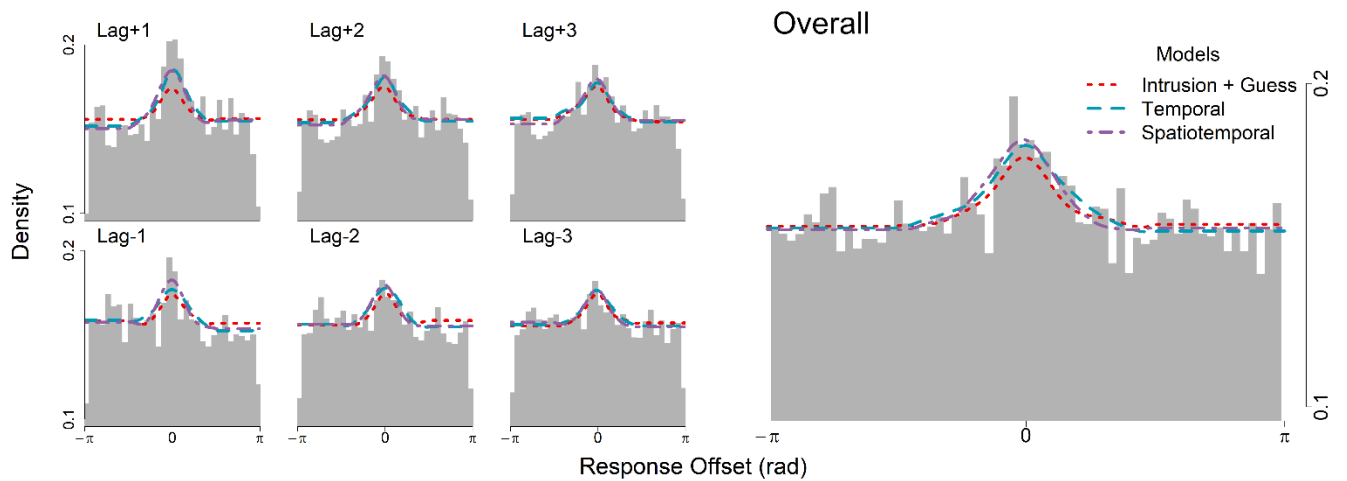 Overall
Lag+1
Lag+2
Lag+3
0.2
0.1
Lag-1
Lag-2
Lag-3
0.2
0.1
Density
−π
0
π
−π
0
π
−π
0
π
Models
Intrusion + Guess
Temporal
Spatiotemporal
0.2
0.1
−π
0
π
Response Offset (rad)